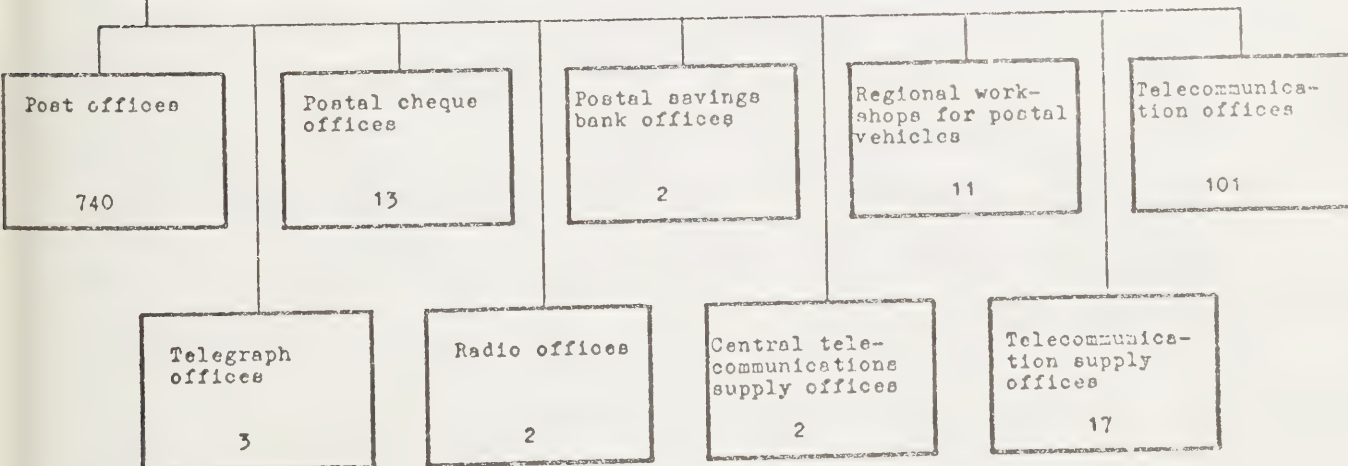 Post offices
740
Postal cheque
offices
13
Postal savings
bank offices
2
Regional work-
shops for postal
vehicles
11
Telecommunica-
tion offices
101
Telegraph
offices
3
Radio offices
2
Central tele-
communications
supply offices
2
Telecommunica-
tion supply
offices
17